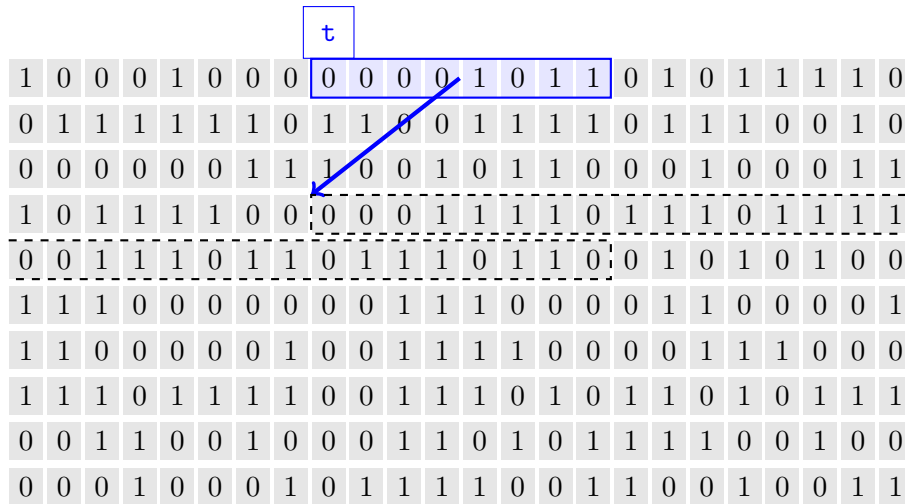 t
1 0 0 0 1 0 0 0 0 0 0 0 1 0 1 1 0 1 0 1 1 1 1 0
0 1 1 1 1 1 1 0 1 1 0 0 1 1 1 1 0 1 1 1 0 0 1 0
0 0 0 0 0 0 1 1 1 0 0 1 0 1 1 0 0 0 1 0 0 0 1 1
1 0 1 1 1 1 0 0 0 0 0 1 1 1 1 0 1 1 1 0 1 1 1 1
0 0 1 1 1 0 1 1 0 1 1 1 0 1 1 0 0 1 0 1 0 1 0 0
1 1 1 0 0 0 0 0 0 0 1 1 1 0 0 0 0 1 1 0 0 0 0 1
1 1 0 0 0 0 0 1 0 0 1 1 1 1 0 0 0 0 1 1 1 0 0 0
1 1 1 0 1 1 1 1 0 0 1 1 1 0 1 0 1 1 0 1 0 1 1 1
0 0 1 1 0 0 1 0 0 0 1 1 0 1 0 1 1 1 1 0 0 1 0 0
0 0 0 1 0 0 0 1 0 1 1 1 1 0 0 1 1 0 0 1 0 0 1 1